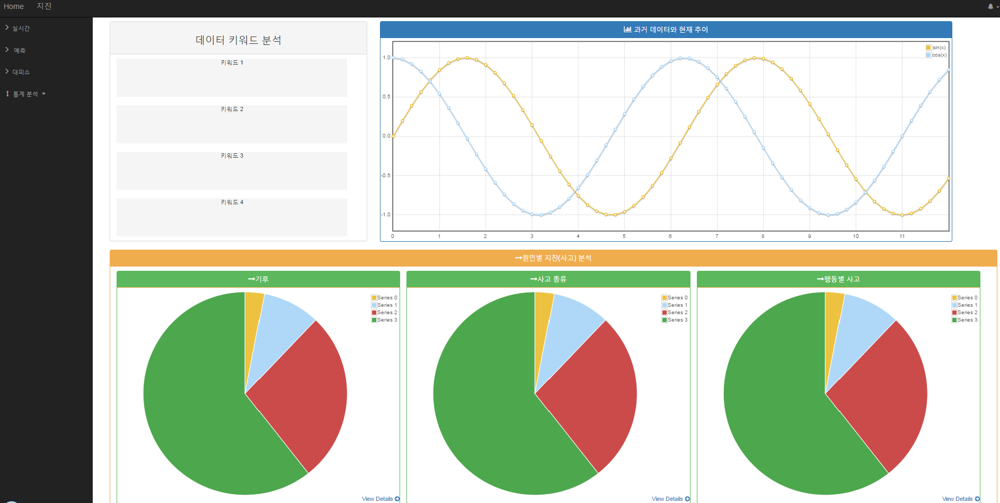 Home 지진
실시간
예측
대피소
통계 분석
데이터 키워드 분석
키워드 1
키워드 2
키워드 3
키워드 4
과거 데이터와 현재 추이
sin(x)
cos(x)
1.0
0.5
0.0
-0.5
-1.0
0 1 2 3 4 5 6 7 8 9 10 11
원인별 지진(사고) 분석
기후
Series 0
Series 1
Series 2
Series 3
View Details
사고 종류
Series 0
Series 1
Series 2
Series 3
View Details
행동별 사고
Series 0
Series 1
Series 2
Series 3
View Details